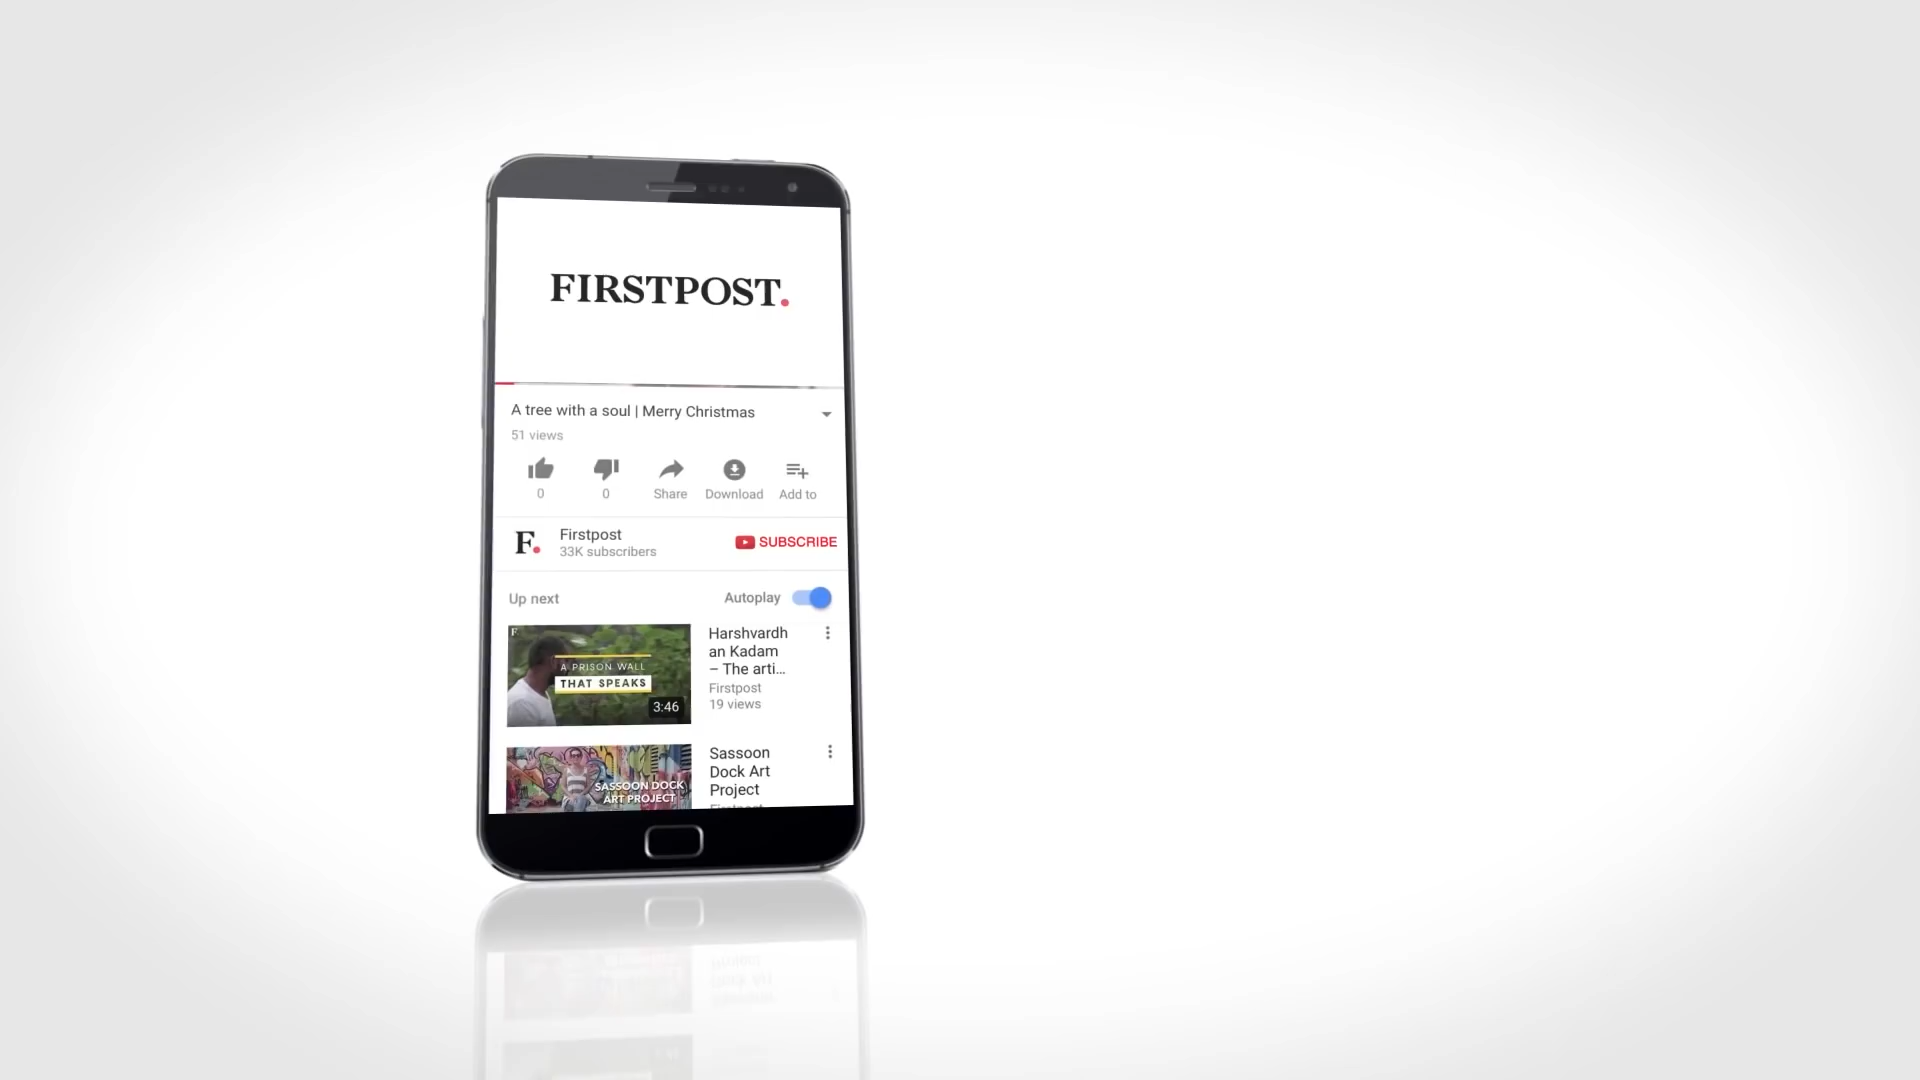 FIRSTPOST.
A tree with a soul | Merry Christmas
51 views
0
0
Share
Download
Add to
F.
Firstpost
33K subscribers
SUBSCRIBE
Up next
Autoplay
F.
A PRISON WALL
THAT SPEAKS
3:46
Harshvardh
an Kadam
– The arti...
Firstpost
19 views
SASSOON DOCK
ART PROJECT
Sassoon
Dock Art
Project
Firstpost